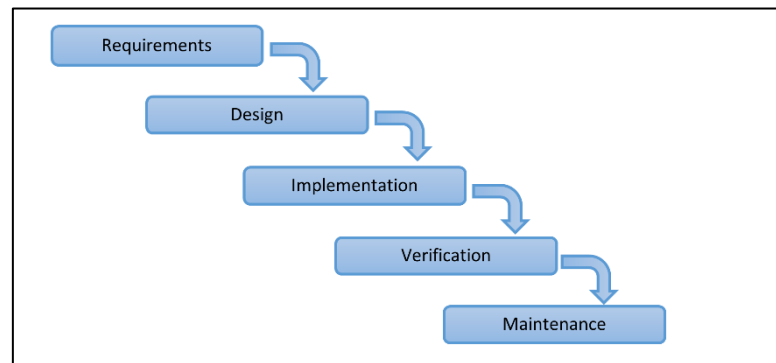 Requirements
Design
Implementation
Verification
Maintenance